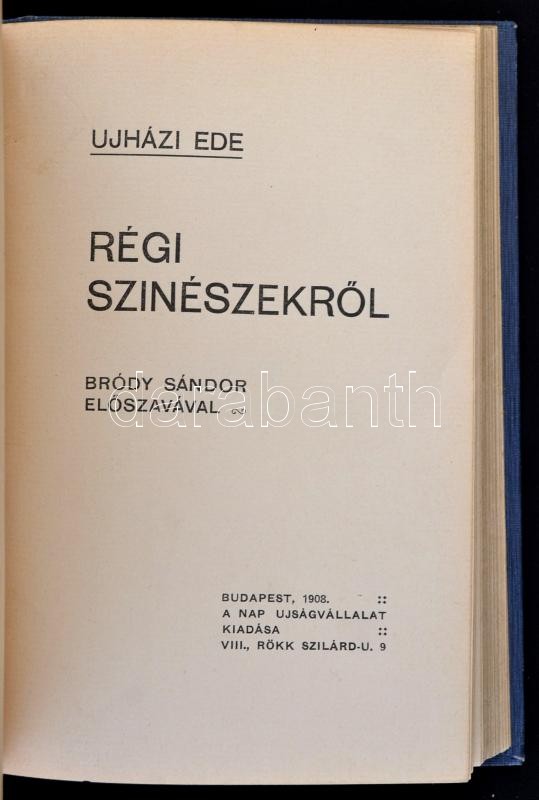 UJHÁZI EDE
RÉGI
SZINÉSZEKRŐL
BRÓDY SÁNDOR
ELŐSZAVÁVAL
darabanth
BUDAPEST, 1908. ::
A NAP UJSÁGVÁLLALAT
KIADÁSA ::
VIII., RÖKK SZILÁRD-U. 9